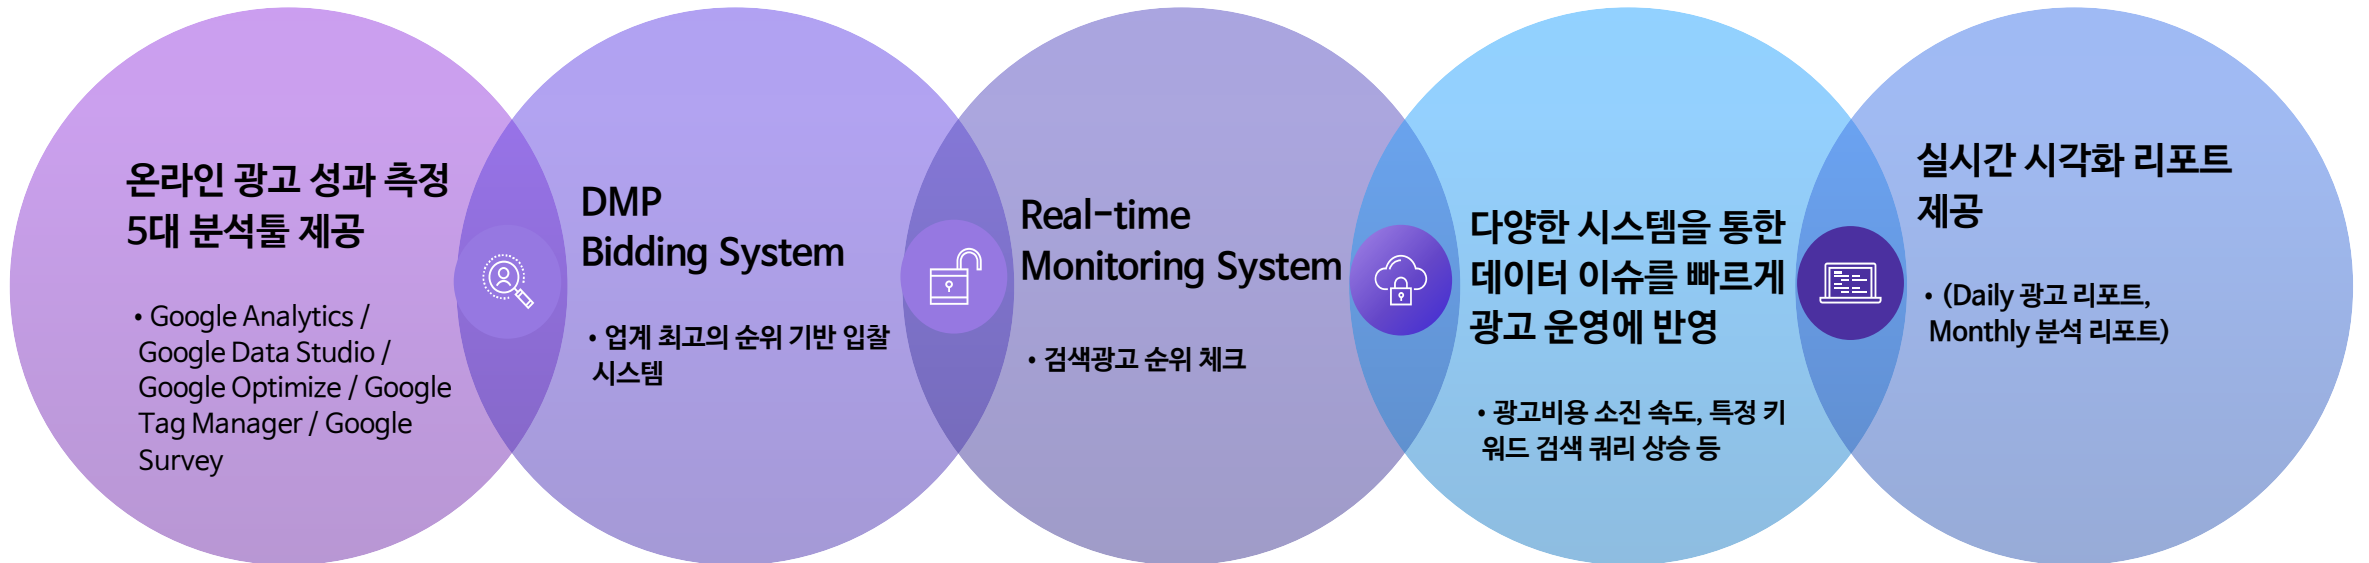 온라인 광고 성과 측정
5대 분석툴 제공
• Google Analytics /
Google Data Studio /
Google Optimize / Google
Tag Manager / Google
Survey
DMP
Bidding System
• 업계 최고의 순위 기반 입찰
시스템
Real-time
Monitoring System
• 검색광고 순위 체크
다양한 시스템을 통한
데이터 이슈를 빠르게
광고 운영에 반영
• 광고비용 소진 속도, 특정 키
워드 검색 쿼리 상승 등
실시간 시각화 리포트
제공
• (Daily 광고 리포트,
Monthly 분석 리포트)